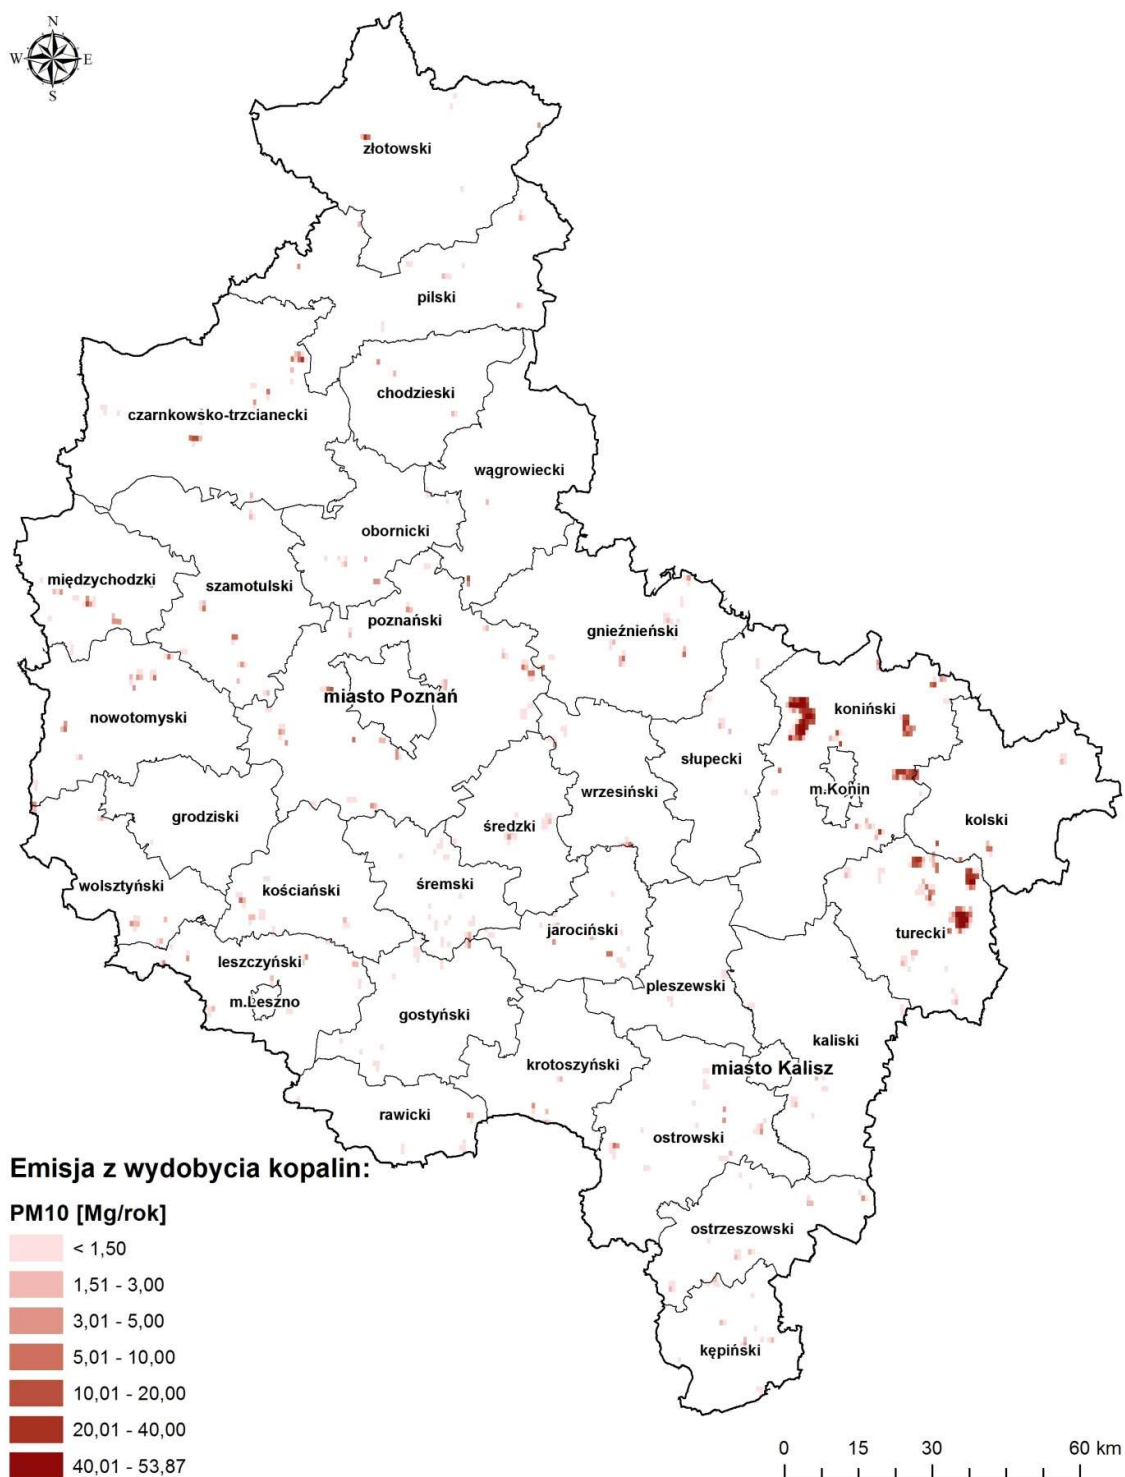 N
W E
S
złotowski
pilski
chodzieski
czarnkowsko-trzcianecki
wągrowiecki
obornicki
międzychodzki
szamotulski
poznański
gnieźnieński
miasto Poznań
nowotomyski
koniński
słupecki
m.Konin
wrzesiński
grodziski
średzki
kolski
wolsztyński
kościański
śremski
jarociński
turecki
leszczyński
pleszewski
m.Leszno
gostyński
kaliski
krotoszyński
miasto Kalisz
rawicki
ostrowski
Emisja z wydobycia kopalin:
PM10 [Mg/rok]
< 1,50
1,51 - 3,00
3,01 - 5,00
5,01 - 10,00
10,01 - 20,00
20,01 - 40,00
40,01 - 53,87
ostrzeszowski
kępiński
0 15 30 60 km